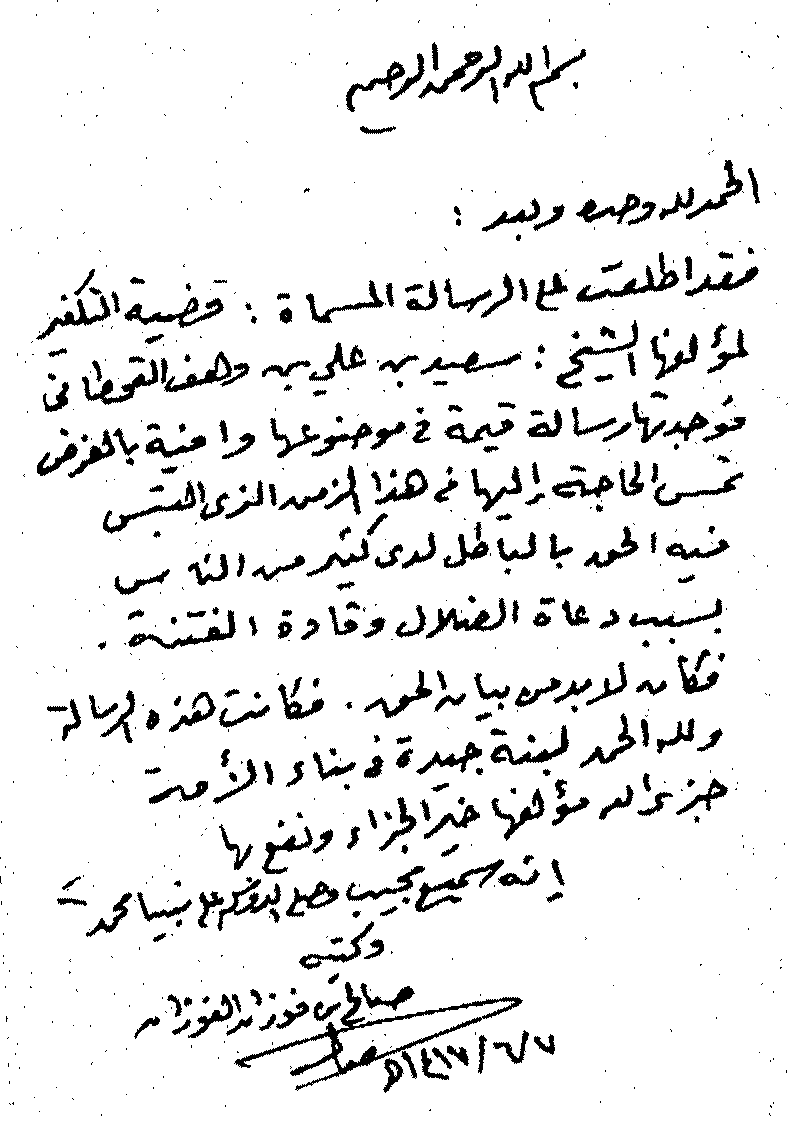 بسم الله الرحمن الرحيم
الحمد لله وحده وبعد :
فقد اطلعت على الرسالة المسماة : قضية التكفير
لمؤلفها الشيخ : سعيد بن علي بن وهف القحطاني
فوجدتها رسالة قيمة في موضوعها وافية بالغرض
تمس الحاجة إليها في هذا الزمن الذي التبس
فيه الحق بالباطل لدى كثير من الناس
بسبب دعاة الضلال وقادة الفتنة .
فكان لا بد من بيان الحق . فكانت هذه الرسالة
ولله الحمد لبنة جيدة في بناء الأمة
جزى الله مؤلفها خير الجزاء ونفع بها
إنه سميع مجيب وصلى الله وسلم على نبينا محمد
وكتبه
صالح بن فوزان الفوزان
١٤١٧/٦/٧هـ